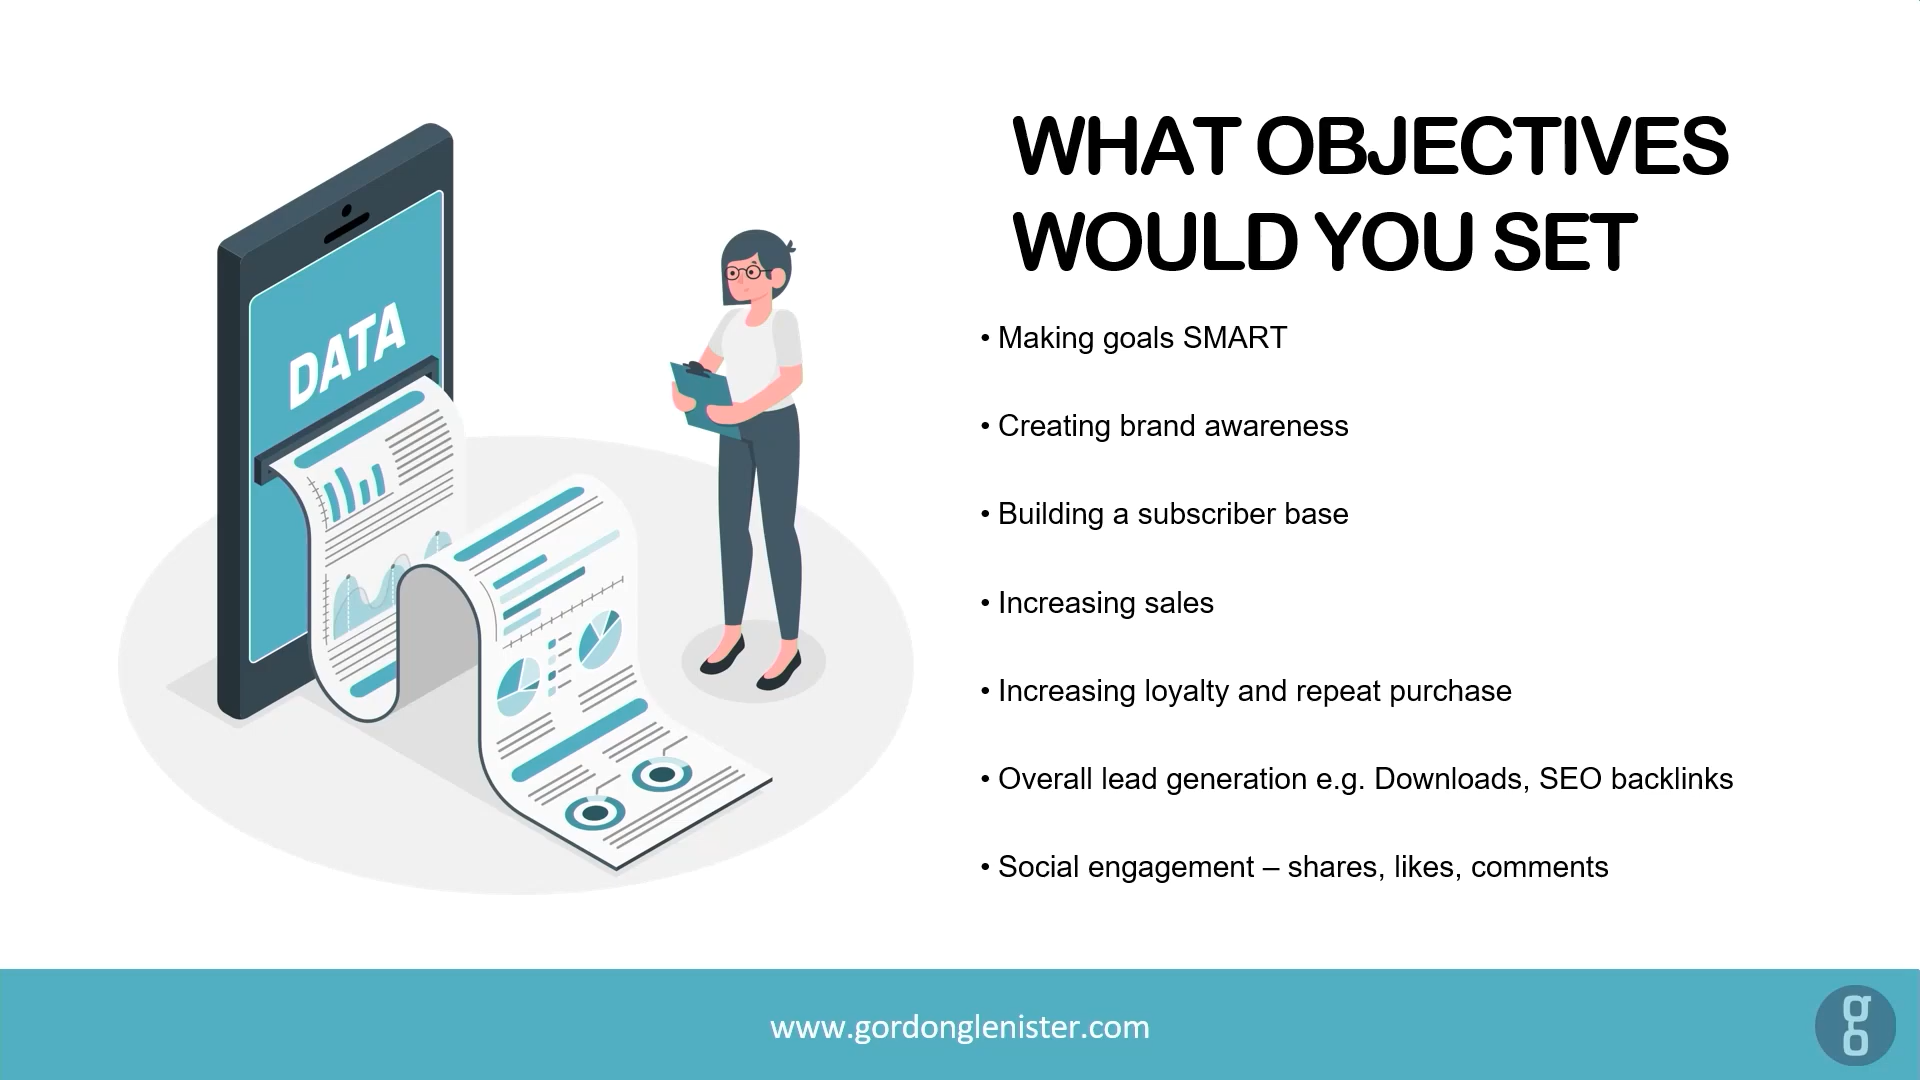 DATA
WHAT OBJECTIVES
WOULD YOU SET
• Making goals SMART
• Creating brand awareness
• Building a subscriber base
• Increasing sales
• Increasing loyalty and repeat purchase
• Overall lead generation e.g. Downloads, SEO backlinks
• Social engagement – shares, likes, comments
www.gordonglenister.com
g